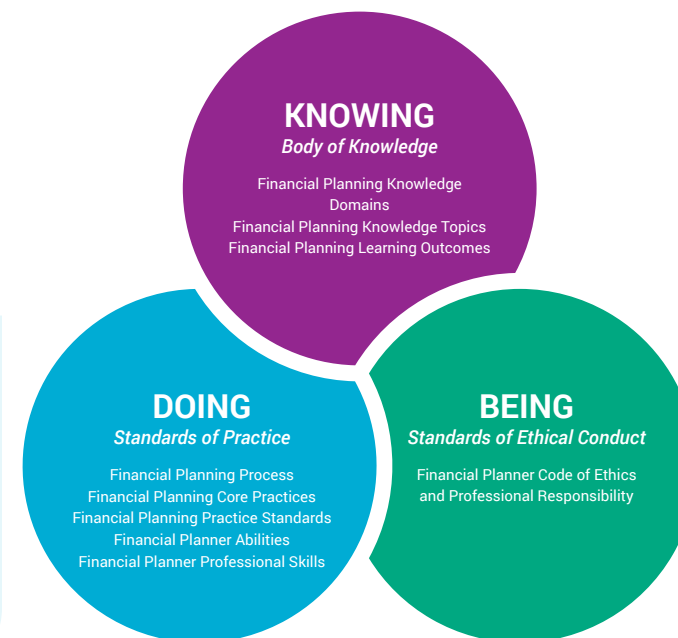 KNOWING
Body of Knowledge
Financial Planning Knowledge
Domains
Financial Planning Knowledge Topics
Financial Planning Learning Outcomes
DOING
Standards of Practice
Financial Planning Process
Financial Planning Core Practices
Financial Planning Practice Standards
Financial Planner Abilities
Financial Planner Professional Skills
BEING
Standards of Ethical Conduct
Financial Planner Code of Ethics
and Professional Responsibility